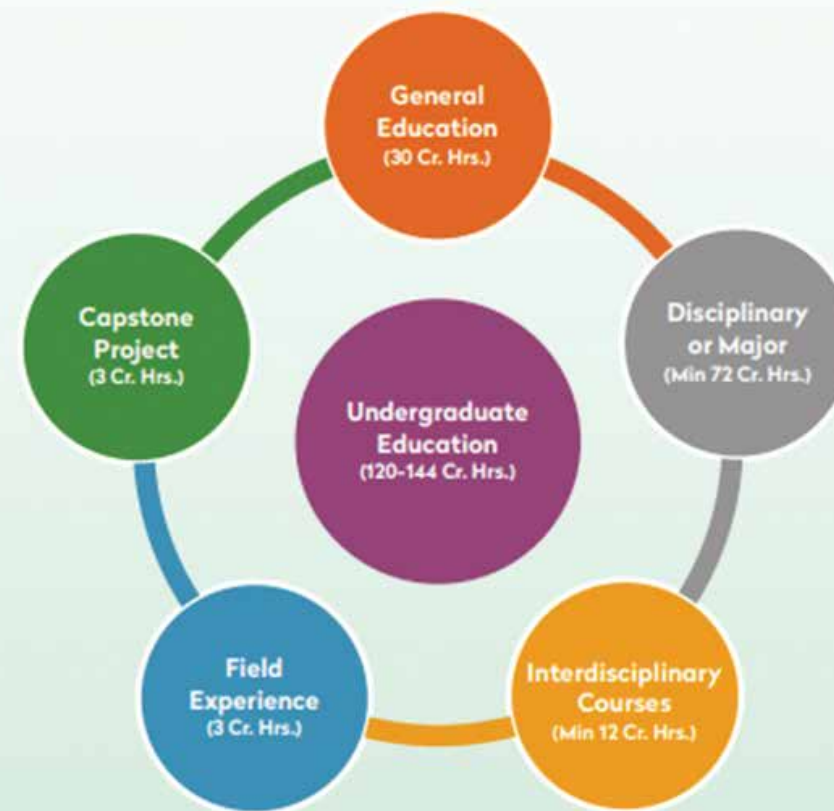 General
Education
(30 Cr. Hrs.)
Disciplinary
or Major
(Min 72 Cr. Hrs.)
Interdisciplinary
Courses
(Min 12 Cr. Hrs.)
Field
Experience
(3 Cr. Hrs.)
Capstone
Project
(3 Cr. Hrs.)
Undergraduate
Education
(120-144 Cr. Hrs.)